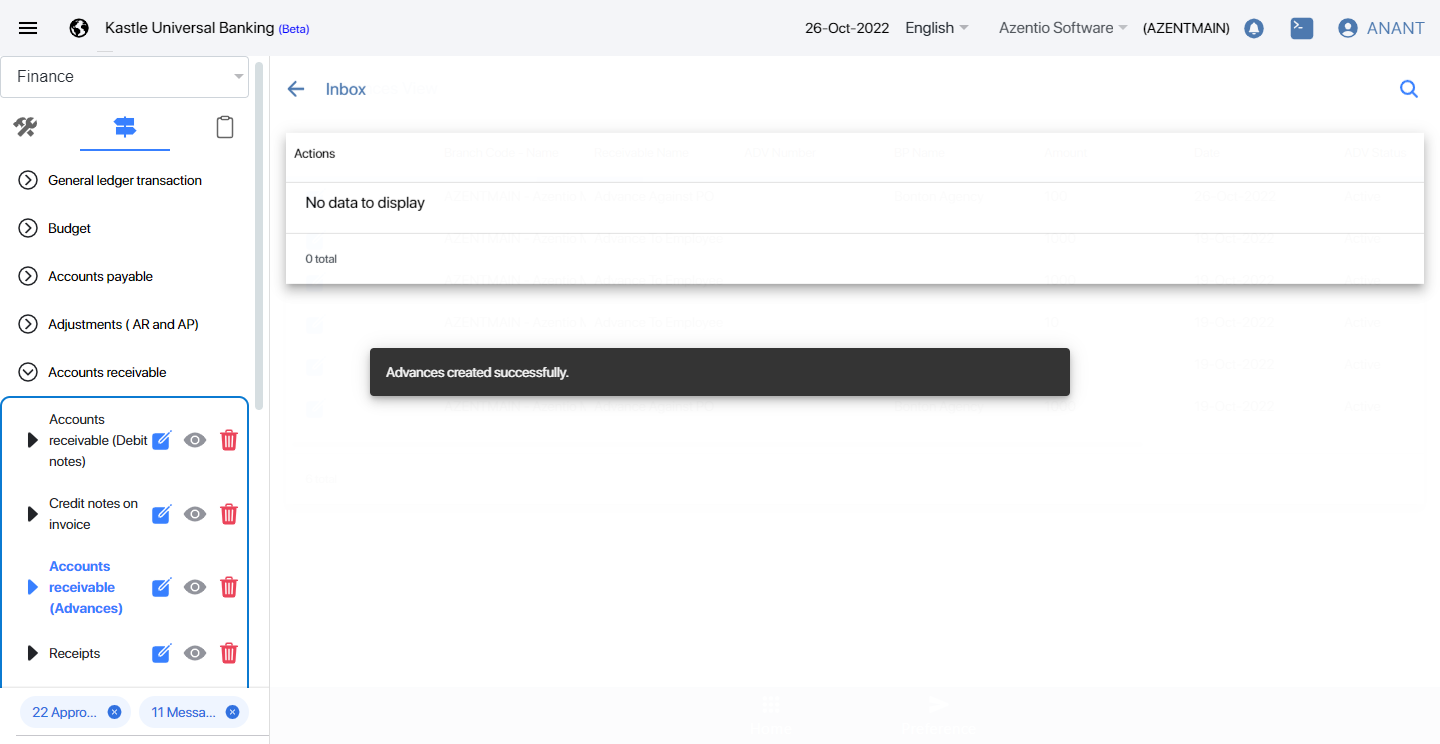 Kastle Universal Banking (Beta)
26-Oct-2022 English Azentio Software (AZENTMAIN) ANANT
Finance
Inbox
Actions
No data to display
0 total
General ledger transaction
Budget
Accounts payable
Adjustments ( AR and AP)
Accounts receivable
Advances created successfully.
Accounts
receivable (Debit
notes)
Credit notes on
invoice
Accounts
receivable
(Advances)
Receipts
22 Appro...
11 Messa...